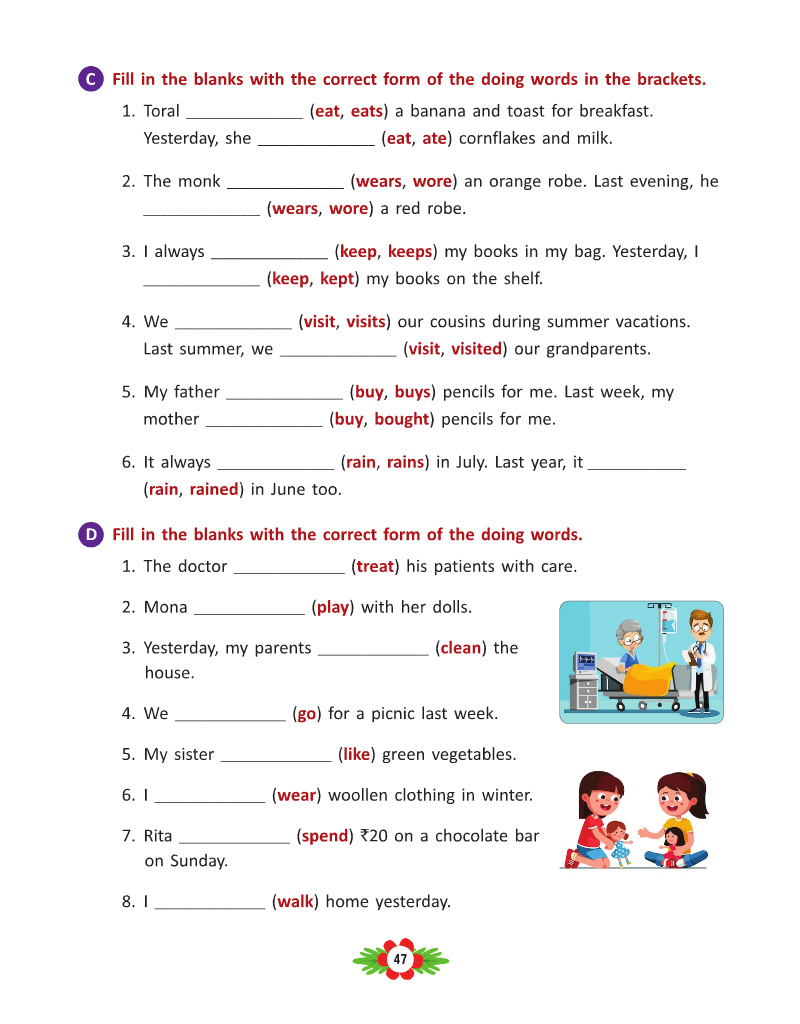 C Fill in the blanks with the correct form of the doing words in the brackets.
1. Toral _____________ (eat, eats) a banana and toast for breakfast.
Yesterday, she _____________ (eat, ate) cornflakes and milk.
2. The monk _____________ (wears, wore) an orange robe. Last evening, he
_____________ (wears, wore) a red robe.
3. I always _____________ (keep, keeps) my books in my bag. Yesterday, I
_____________ (keep, kept) my books on the shelf.
4. We _____________ (visit, visits) our cousins during summer vacations.
Last summer, we _____________ (visit, visited) our grandparents.
5. My father _____________ (buy, buys) pencils for me. Last week, my
mother _____________ (buy, bought) pencils for me.
6. It always _____________ (rain, rains) in July. Last year, it ___________
(rain, rained) in June too.
D Fill in the blanks with the correct form of the doing words.
1. The doctor ____________ (treat) his patients with care.
2. Mona ____________ (play) with her dolls.
3. Yesterday, my parents ____________ (clean) the
house.
4. We ____________ (go) for a picnic last week.
5. My sister ____________ (like) green vegetables.
6. I ____________ (wear) woollen clothing in winter.
7. Rita ____________ (spend) ₹20 on a chocolate bar
on Sunday.
8. I ____________ (walk) home yesterday.
47